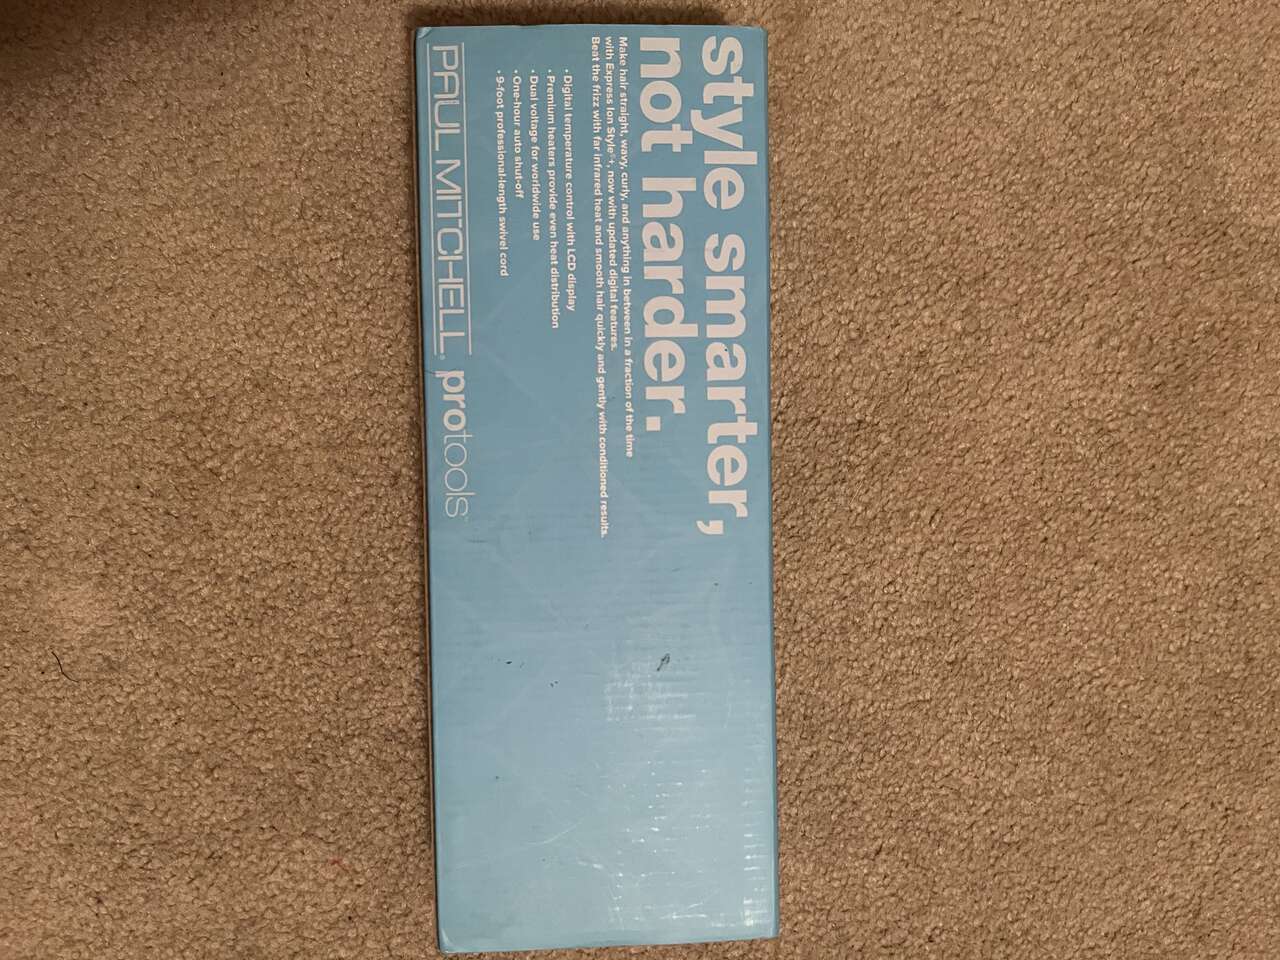 style smarter,
not harder.
Make hair straight, wavy, curly, and anything in between in a fraction of the time
with Express Ion Style®+, now with updated digital features.
Beat the frizz with far infrared heat and smooth hair quickly and gently with conditioned results.
• Digital temperature control with LCD display
• Premium heaters provide even heat distribution
• Dual voltage for worldwide use
• One-hour auto shut-off
• 9-foot professional-length swivel cord
PAUL MITCHELL® protools™